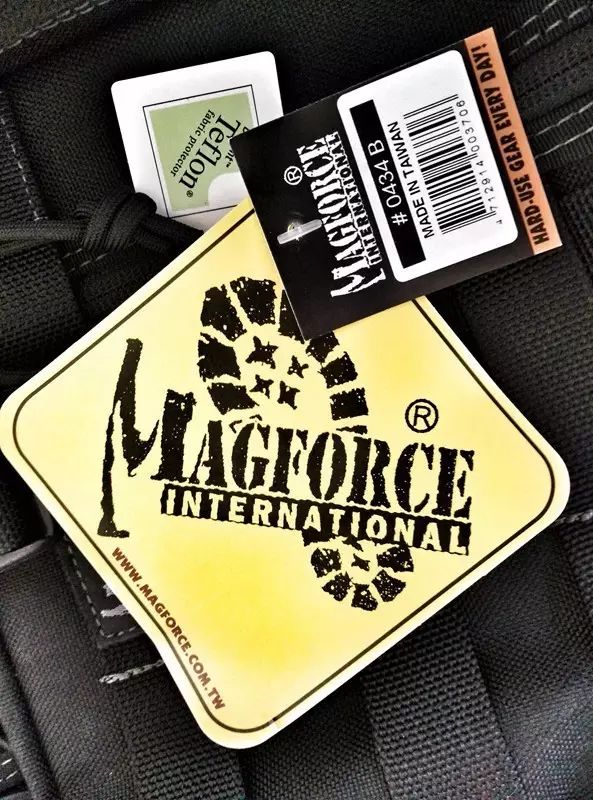 Teflon®
fabric protector
MAGFORCE®
INTERNATIONAL
# 0434 B
MADE IN TAIWAN
4 712914 003706
HARD-USE GEAR EVERY DAY!
MAGFORCE®
INTERNATIONAL
WWW.MAGFORCE.COM.TW